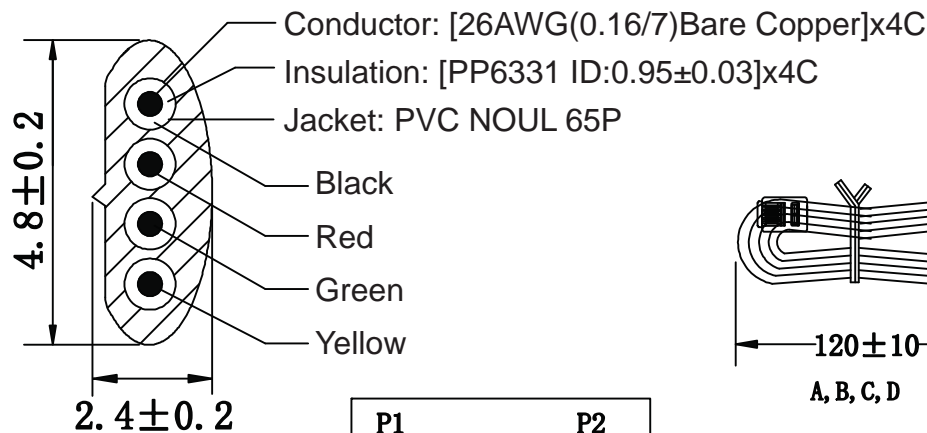 Conductor: [26AWG(0.16/7)Bare Copper]x4C
Insulation: [PP6331 ID:0.95±0.03]x4C
Jacket: PVC NOUL 65P
Black
Red
Green
Yellow
4.8±0.2
2.4±0.2
120±10
A, B, C, D
P1 P2